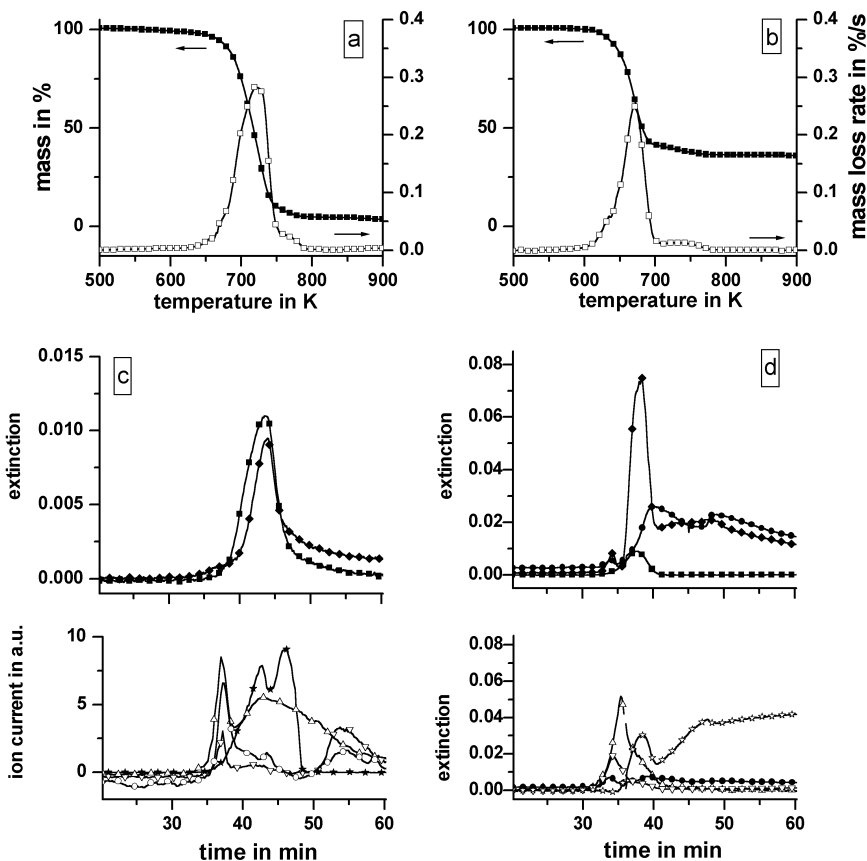 a
b
100
50
0
mass in %
0.4
0.3
0.2
0.1
0.0
500 600 700 800 900
temperature in K
100
50
0
0.4
0.3
0.2
0.1
0.0
mass loss rate in %/s
500 600 700 800 900
temperature in K
c
d
0.015
0.010
0.005
0.000
extinction
0.08
0.06
0.04
0.02
0.00
extinction
10
5
0
ion current in a.u.
30 40 50 60
time in min
0.08
0.06
0.04
0.02
0.00
extinction
30 40 50 60
time in min